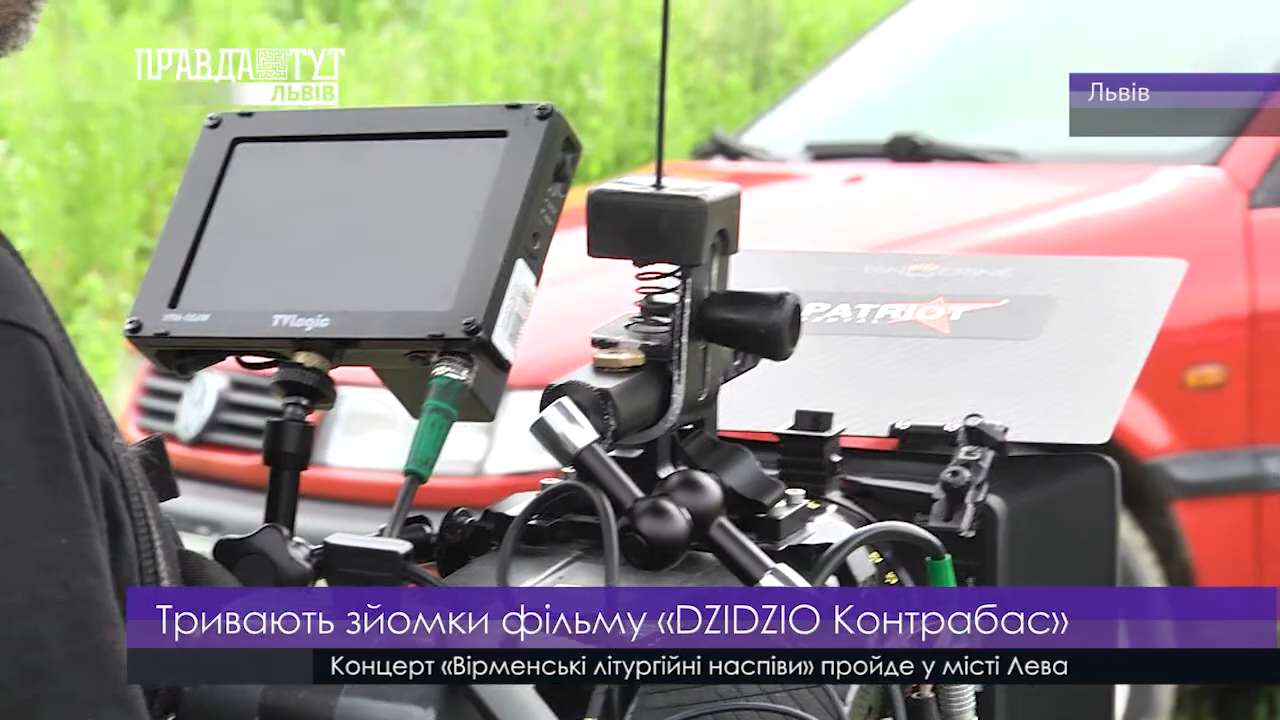 ПРАВДА ТУТ
ЛЬВІВ
Львів
TVLogic
PATRIOT
Тривають зйомки фільму «DZIDZIO Контрабас»
Концерт «Вірменські літургійні наспіви» пройде у місті Лева